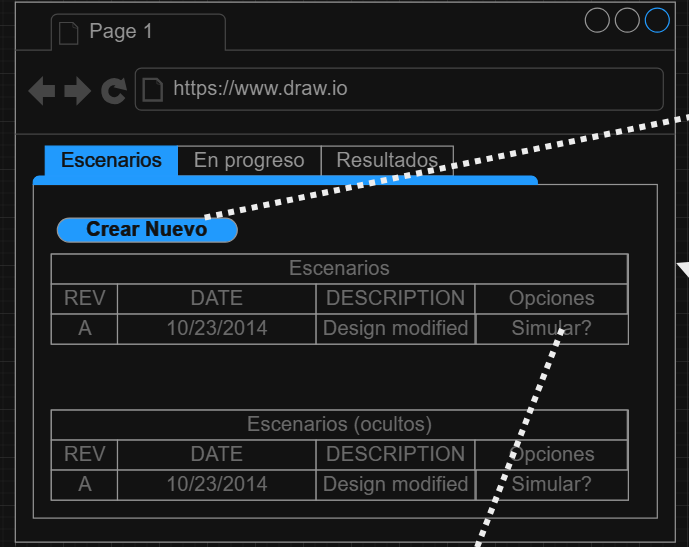 Page 1
https://www.draw.io
Escenarios En progreso Resultados
Crear Nuevo
Escenarios
REV DATE DESCRIPTION Opciones
A 10/23/2014 Design modified Simular?
Escenarios (ocultos)
REV DATE DESCRIPTION Opciones
A 10/23/2014 Design modified Simular?